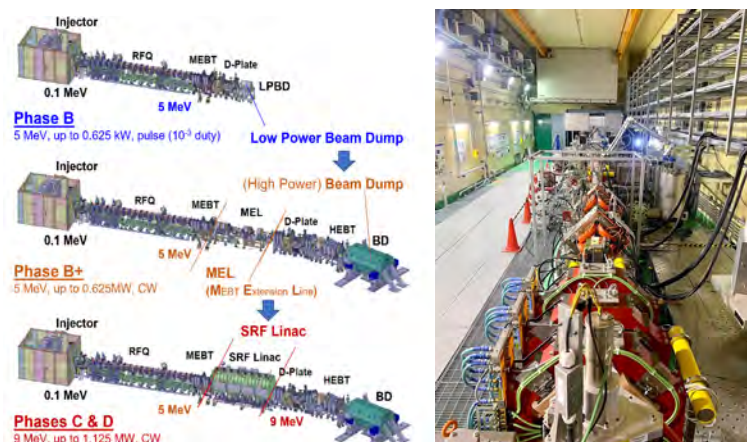 Injector
RFQ
MEBT
D-Plate
LPBD
0.1 MeV
5 MeV
Phase B
5 MeV, up to 0.625 kW, pulse (10⁻³ duty)
Low Power Beam Dump
(High Power) Beam Dump
Injector
RFQ
MEBT
MEL
D-Plate
HEBT
BD
0.1 MeV
5 MeV
Phase B+
5 MeV, up to 0.625MW, CW
MEL
(MEBT Extension Line)
SRF Linac
Injector
RFQ
MEBT
SRF Linac
D-Plate
HEBT
BD
0.1 MeV
5 MeV
9 MeV
Phases C & D
9 MeV, up to 1.125 MW, CW